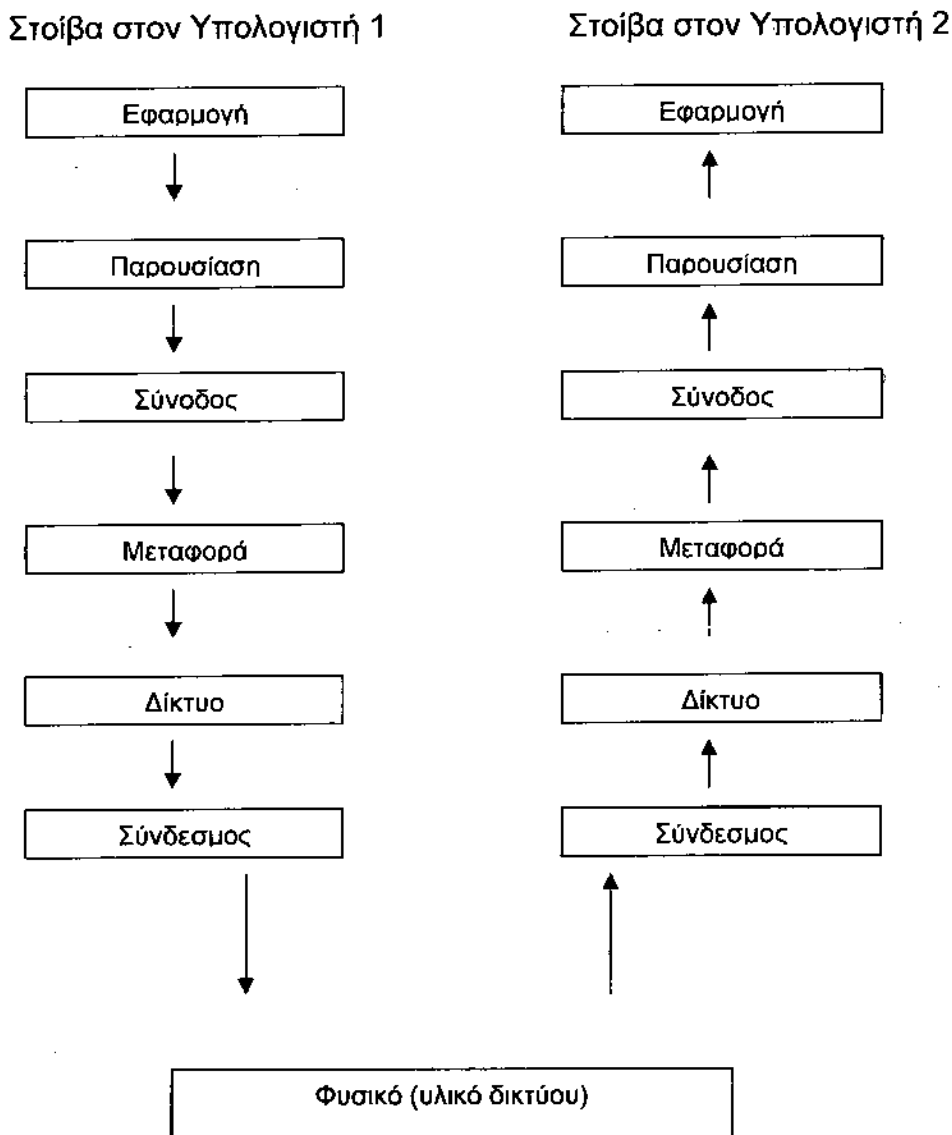 Στοίβα στον Υπολογιστή 1
Στοίβα στον Υπολογιστή 2
Εφαρμογή
Εφαρμογή
Παρουσίαση
Παρουσίαση
Σύνοδος
Σύνοδος
Μεταφορά
Μεταφορά
Δίκτυο
Δίκτυο
Σύνδεσμος
Σύνδεσμος
Φυσικό (υλικό δικτύου)